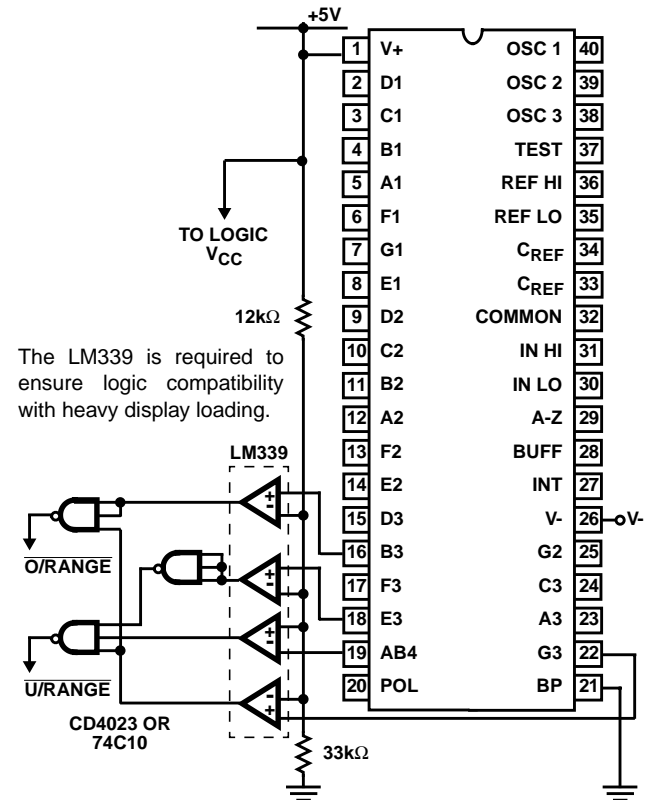 +5V
1 V+ OSC 1 40
2 D1 OSC 2 39
3 C1 OSC 3 38
4 B1 TEST 37
5 A1 REF HI 36
6 F1 REF LO 35
7 G1 CREF 34
8 E1 CREF 33
9 D2 COMMON 32
10 C2 IN HI 31
11 B2 IN LO 30
12 A2 A-Z 29
13 F2 BUFF 28
14 E2 INT 27
15 D3 V- 26 V-
16 B3 G2 25
17 F3 C3 24
18 E3 A3 23
19 AB4 G3 22
20 POL BP 21
TO LOGIC
VCC
12kΩ
The LM339 is required to
ensure logic compatibility
with heavy display loading.
LM339
+
-
+
-
+
-
-
+
O/RANGE
U/RANGE
CD4023 OR
74C10
33kΩ